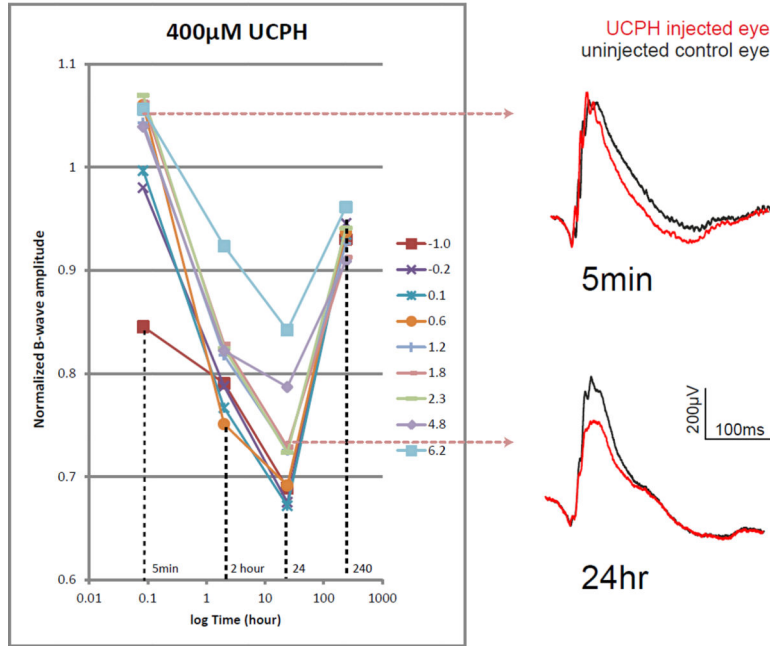 400μM UCPH
UCPH injected eye
uninjected control eye
Normalized B-wave amplitude
1.1
1
0.9
0.8
0.7
0.6
0.01
0.1
1
10
100
1000
log Time (hour)
5min
2 hour
24
240
-1.0
-0.2
0.1
0.6
1.2
1.8
2.3
4.8
6.2
5min
200μV
100ms
24hr